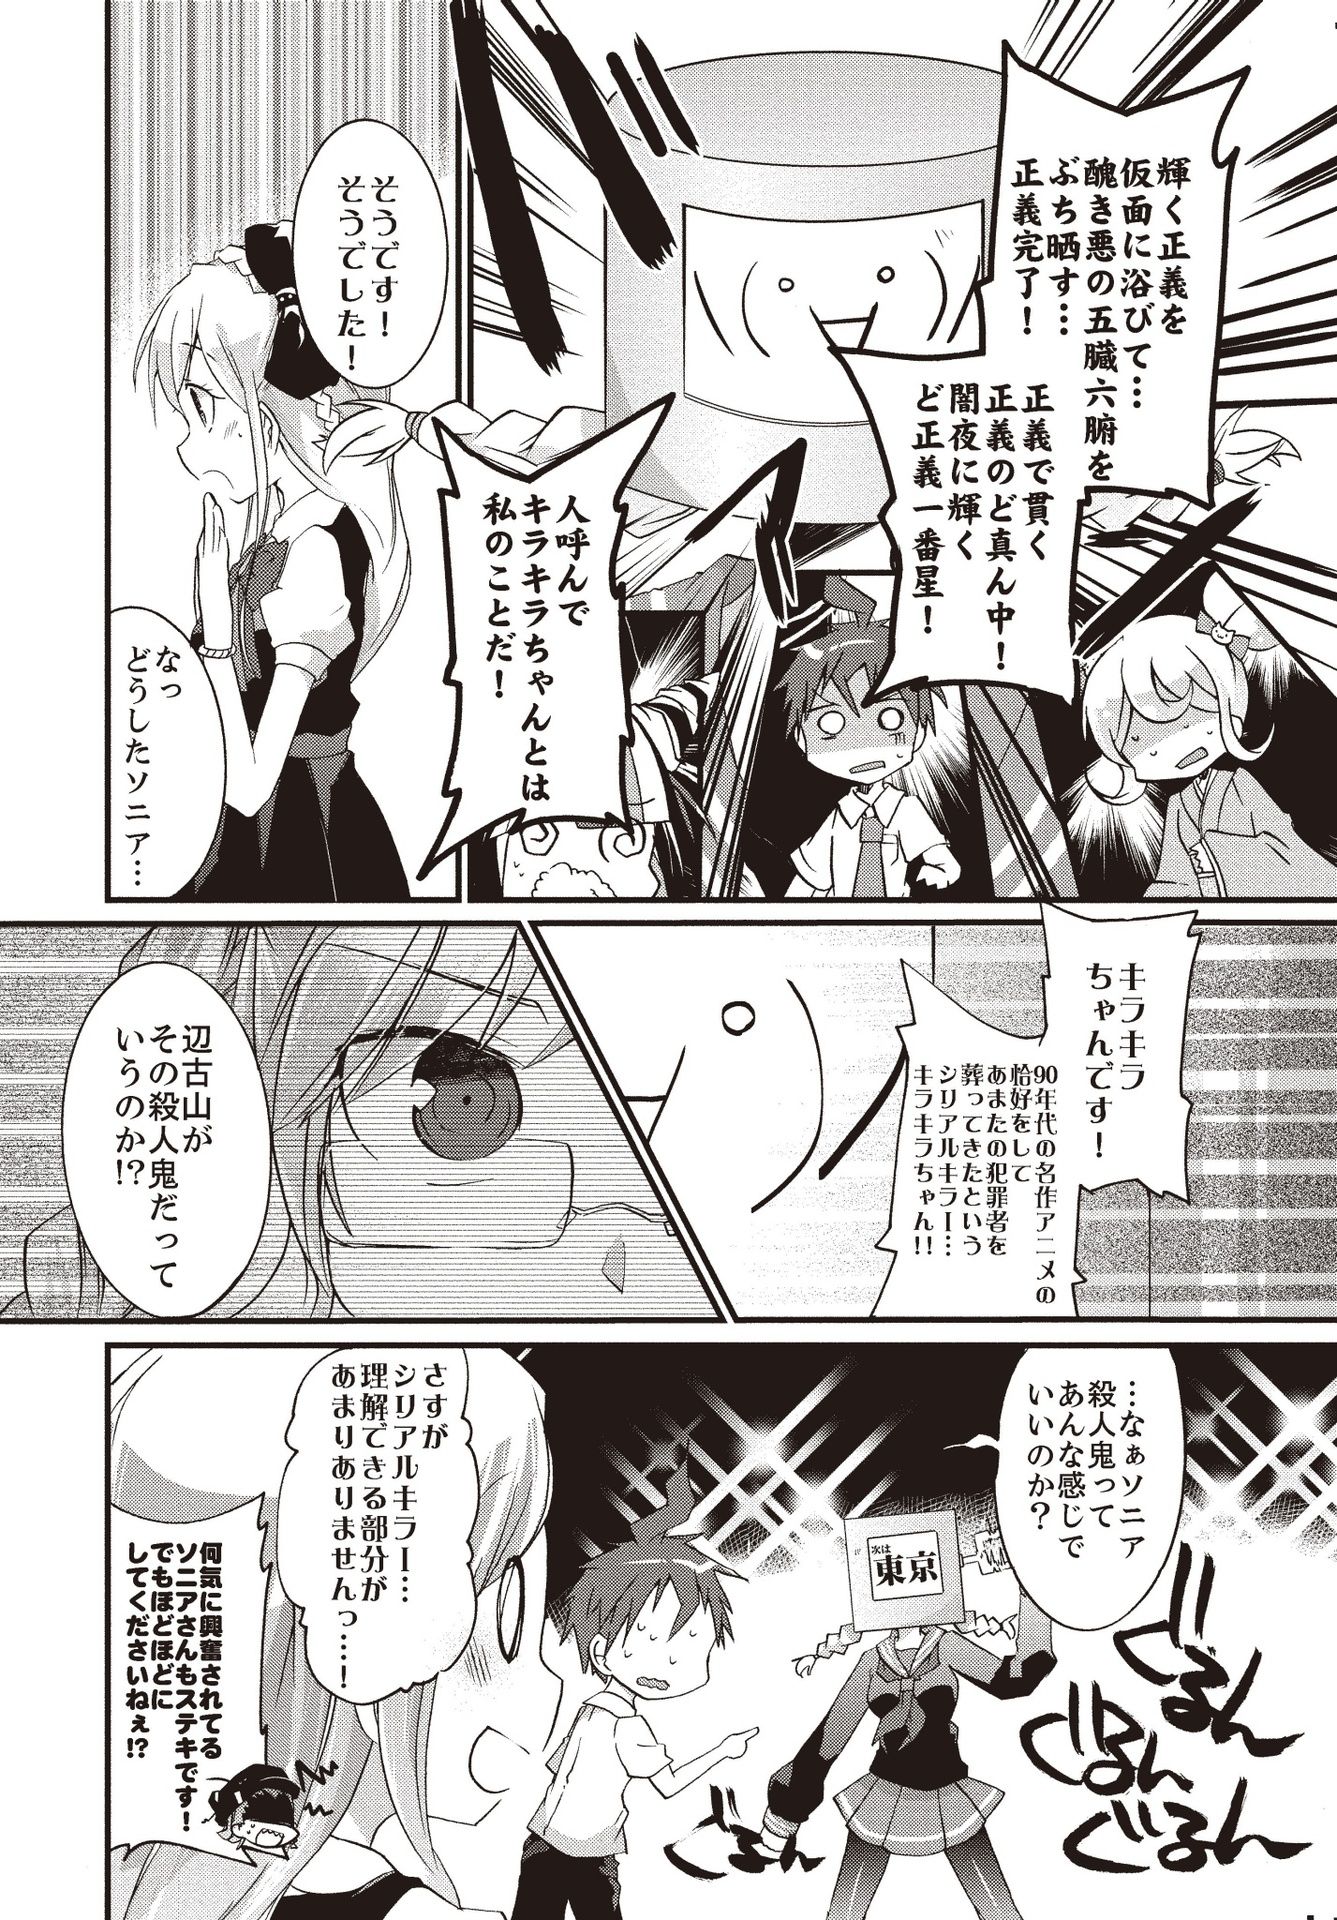 輝く正義を
仮面に浴びて…
醜き悪の五臓六腑を
ぶち晒す…
正義完了！
正義で貫く
正義のど真ん中！
闇夜に輝く
ど正義一番星！
人呼んで
キラキラちゃんとは
私のことだ！
そうです！
そうでした！
なっ
どうしたソニア…
キラキラ
ちゃんです！
90年代の名作アニメの
恰好をして
あまたの犯罪者を
葬ってきたという
シリアルキラー…
キラキラちゃん!!
辺古山が
その殺人鬼だって
いうのか!?
…なぁソニア
殺人鬼って
あんな感じで
いいのか？
次は
東京
ぐるん
ぐるん
ぐるん
ぐるん
さすが
シリアルキラー…
理解できる部分が
あまりありませんっ…！
何気に興奮されてる
ソニアさんもステキです！
でもほどほどに
してくださいねぇ!?